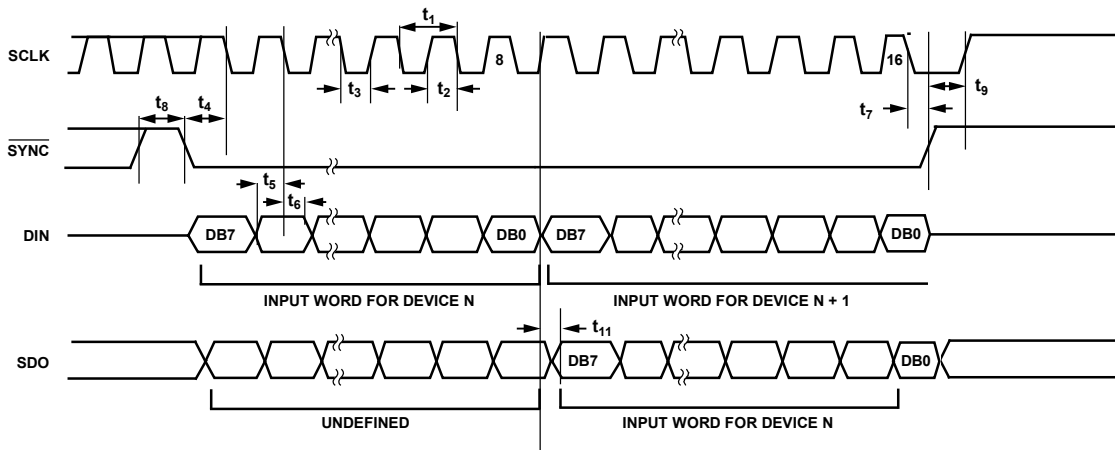 t1
SCLK
8
16
t3
t2
t9
t8
t4
t7
SYNC
t5
t6
DIN
DB7
DB0
DB7
DB0
INPUT WORD FOR DEVICE N
INPUT WORD FOR DEVICE N + 1
t11
SDO
DB7
DB0
UNDEFINED
INPUT WORD FOR DEVICE N